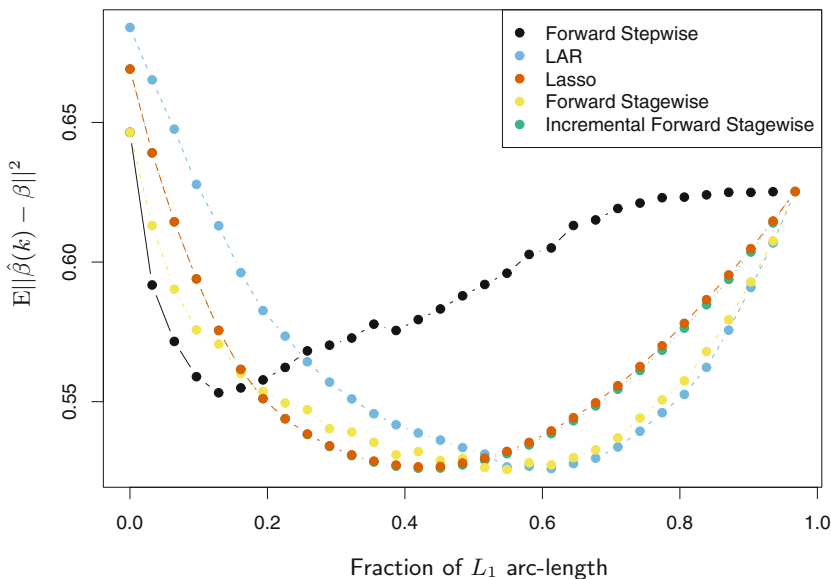 Forward Stepwise
LAR
Lasso
Forward Stagewise
Incremental Forward Stagewise
E||β̂(k) − β||²
0.65
0.60
0.55
0.0 0.2 0.4 0.6 0.8 1.0
Fraction of L₁ arc-length